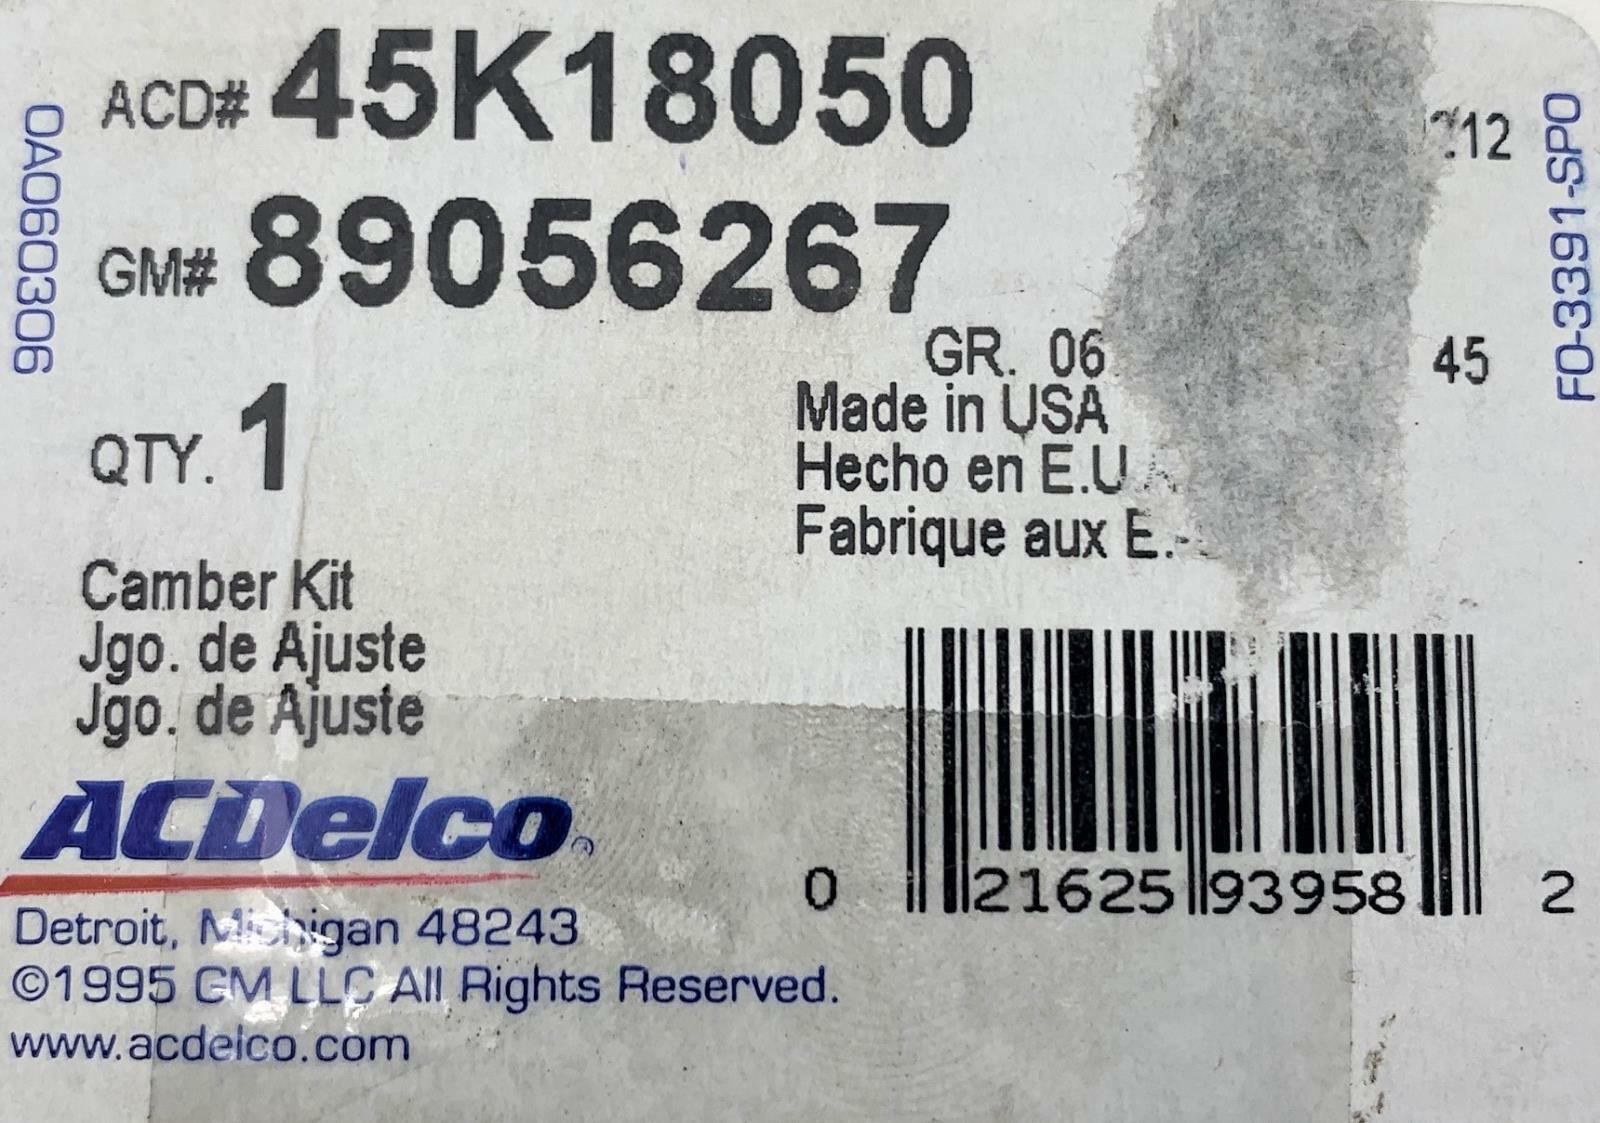 ACD# 45K18050
GM# 89056267
GR. 06
45
QTY. 1
Made in USA
Hecho en E.U.A
Fabrique aux E.
Camber Kit
Jgo. de Ajuste
Jgo. de Ajuste
ACDelco
Detroit, Michigan 48243
©1995 GM LLC All Rights Reserved.
www.acdelco.com
0 21625 93958 2
0A060306
FO-3391-SPO